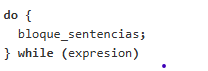 do {
  bloque_sentencias;
} while (expresion)